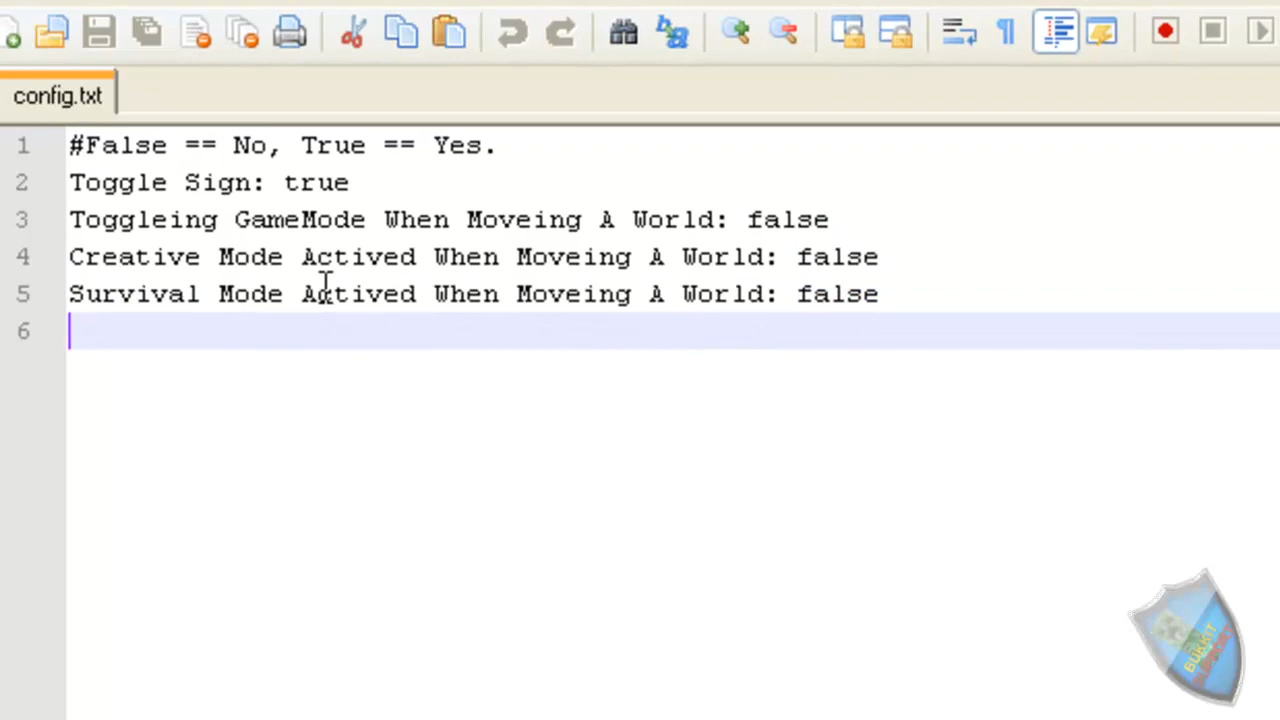 config.txt
1 #False == No, True == Yes.
2 Toggle Sign: true
3 Toggleing GameMode When Moveing A World: false
4 Creative Mode Actived When Moveing A World: false
5 Survival Mode Actived When Moveing A World: false
6
BUKKIT